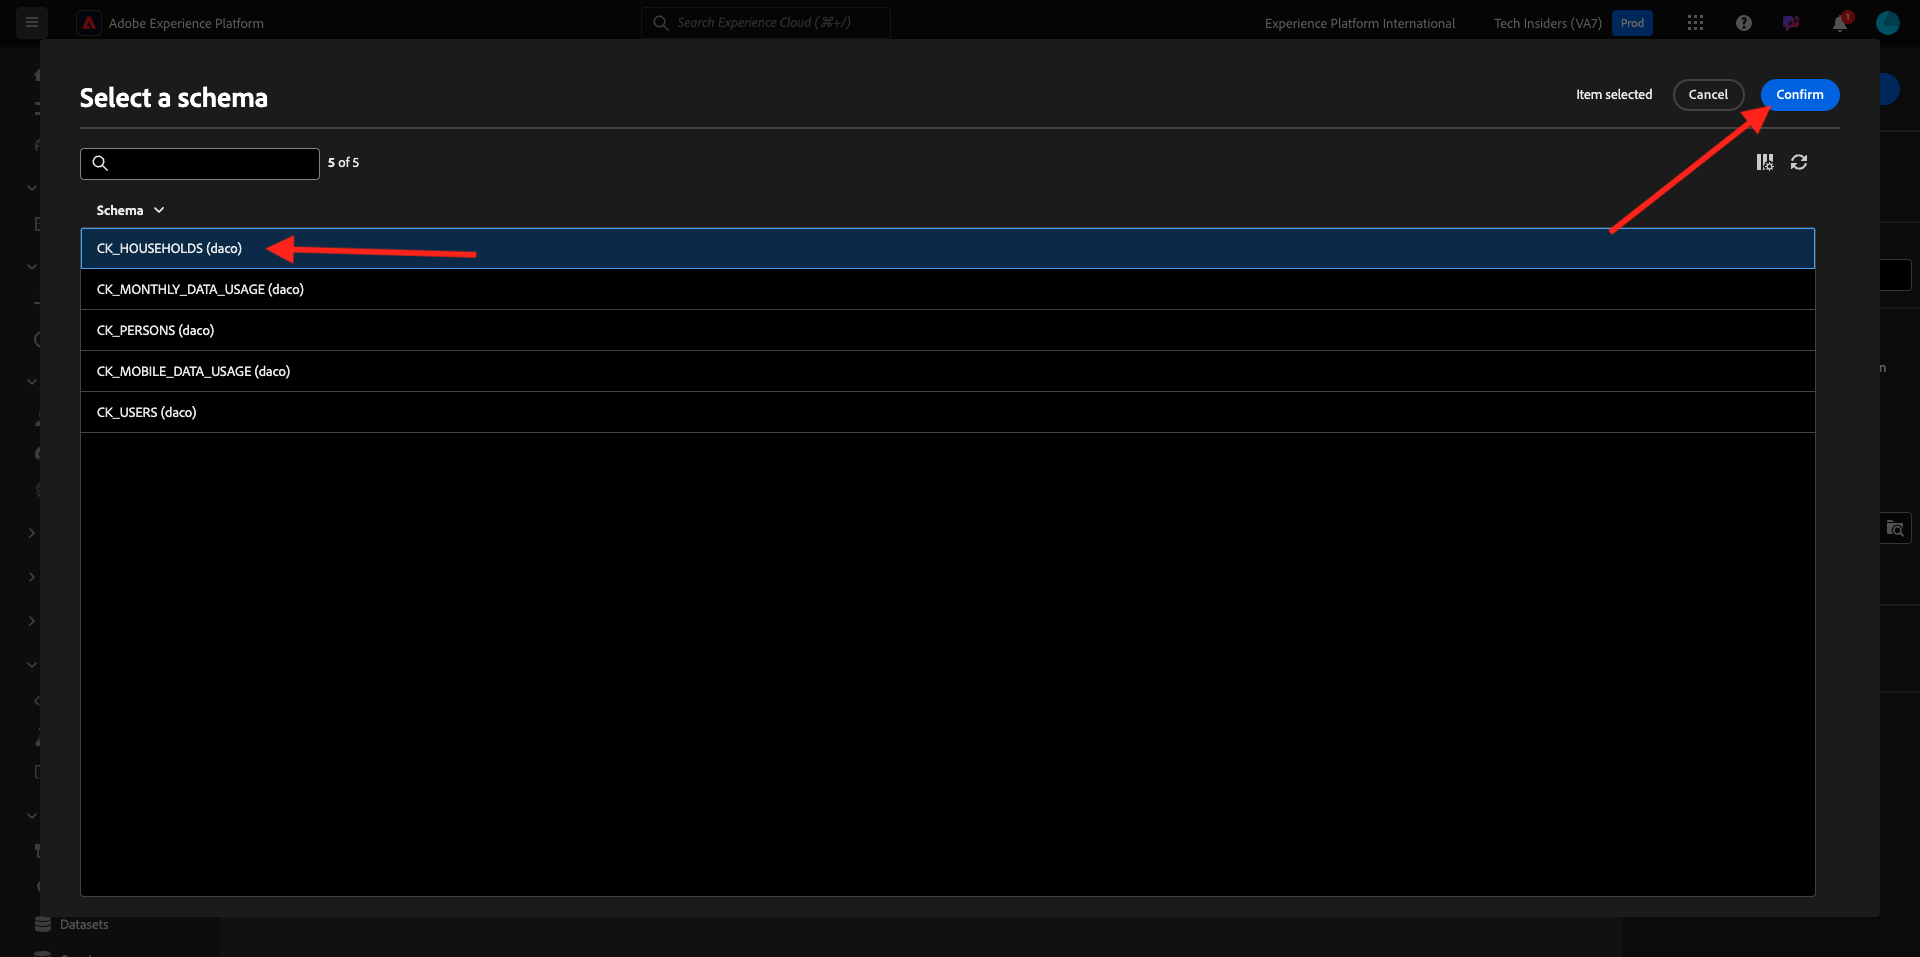 Adobe Experience Platform
Search Experience Cloud (⌘+/)
Experience Platform International
Tech Insiders (VA7)
Prod
1
Select a schema
Item selected
Cancel
Confirm
5 of 5
Schema
CK_HOUSEHOLDS (daco)
CK_MONTHLY_DATA_USAGE (daco)
CK_PERSONS (daco)
CK_MOBILE_DATA_USAGE (daco)
CK_USERS (daco)
n
Datasets